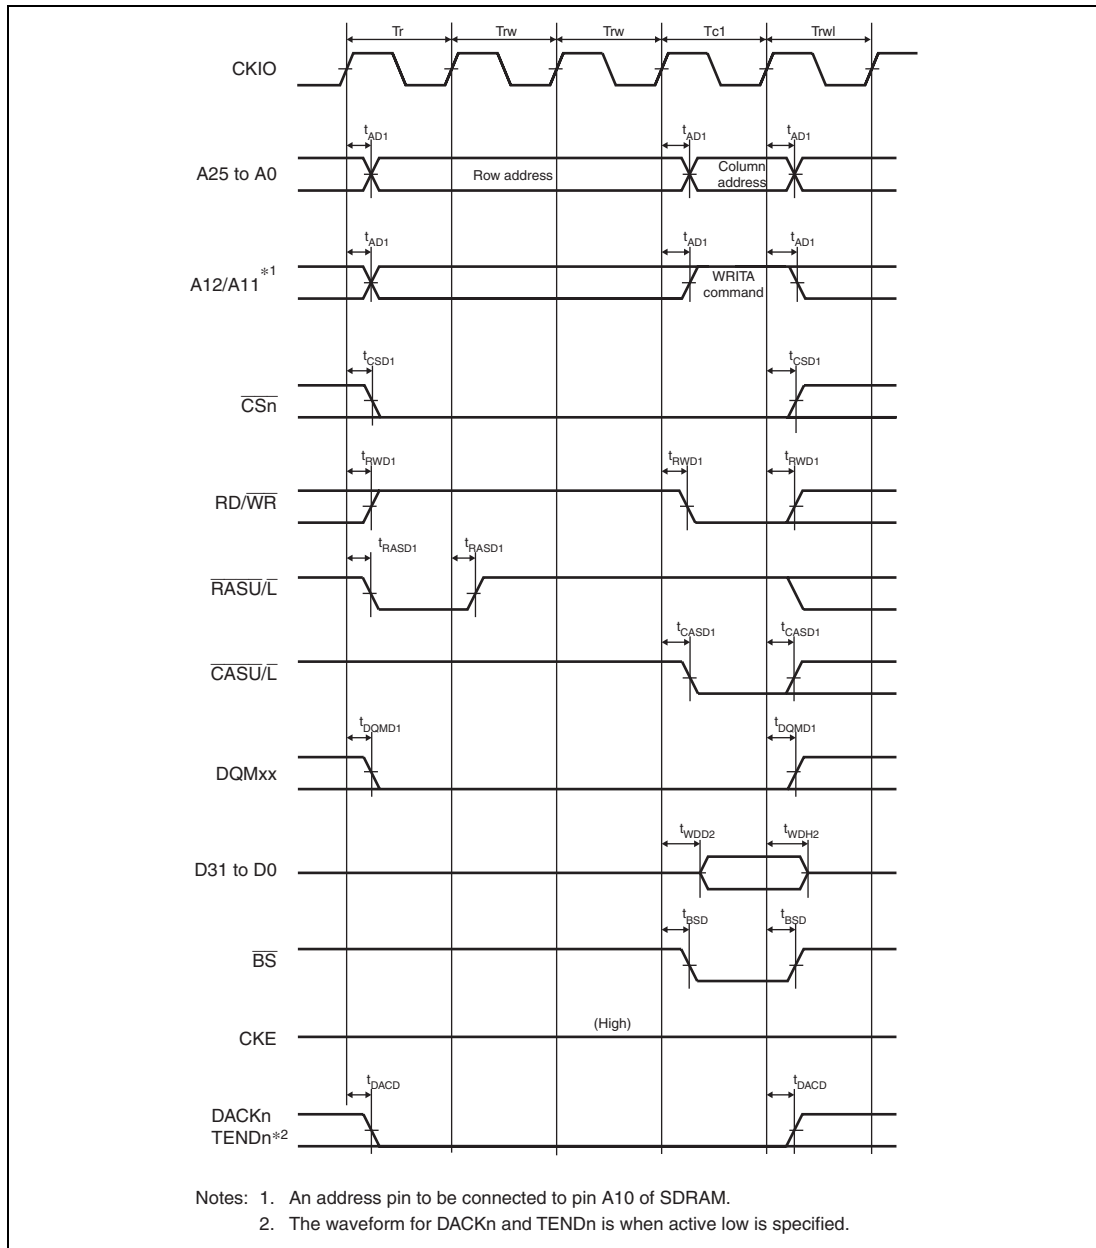 Tr Trw Trw Tc1 Trwl
CKIO
tAD1 tAD1 tAD1
A25 to A0
Row address
Column
address
tAD1 tAD1 tAD1
A12/A11*1
WRITA
command
tCSD1 tCSD1
CSn
tRWD1 tRWD1 tRWD1
RD/WR
tRASD1 tRASD1
RASU/L
tCASD1 tCASD1
CASU/L
tDQMD1 tDQMD1
DQMxx
tWDD2 tWDH2
D31 to D0
tBSD tBSD
BS
(High)
CKE
tDACD tDACD
DACKn
TENDn*2
Notes: 1. An address pin to be connected to pin A10 of SDRAM.
2. The waveform for DACKn and TENDn is when active low is specified.